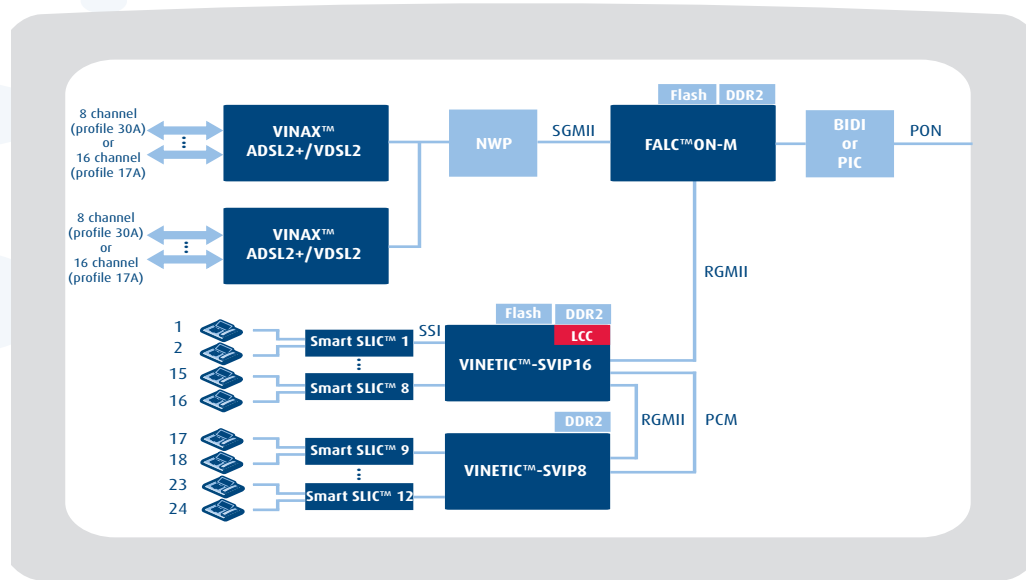 Flash
DDR2
8 channel
(profile 30A)
or
16 channel
(profile 17A)
VINAX™
ADSL2+/VDSL2
NWP
SGMII
FALC™ON-M
BIDI
or
PIC
PON
8 channel
(profile 30A)
or
16 channel
(profile 17A)
VINAX™
ADSL2+/VDSL2
RGMII
Flash
DDR2
LCC
1
2
15
16
Smart SLIC™ 1
Smart SLIC™ 8
SSI
VINETIC™-SVIP16
DDR2
RGMII
PCM
17
18
23
24
Smart SLIC™ 9
Smart SLIC™ 12
VINETIC™-SVIP8